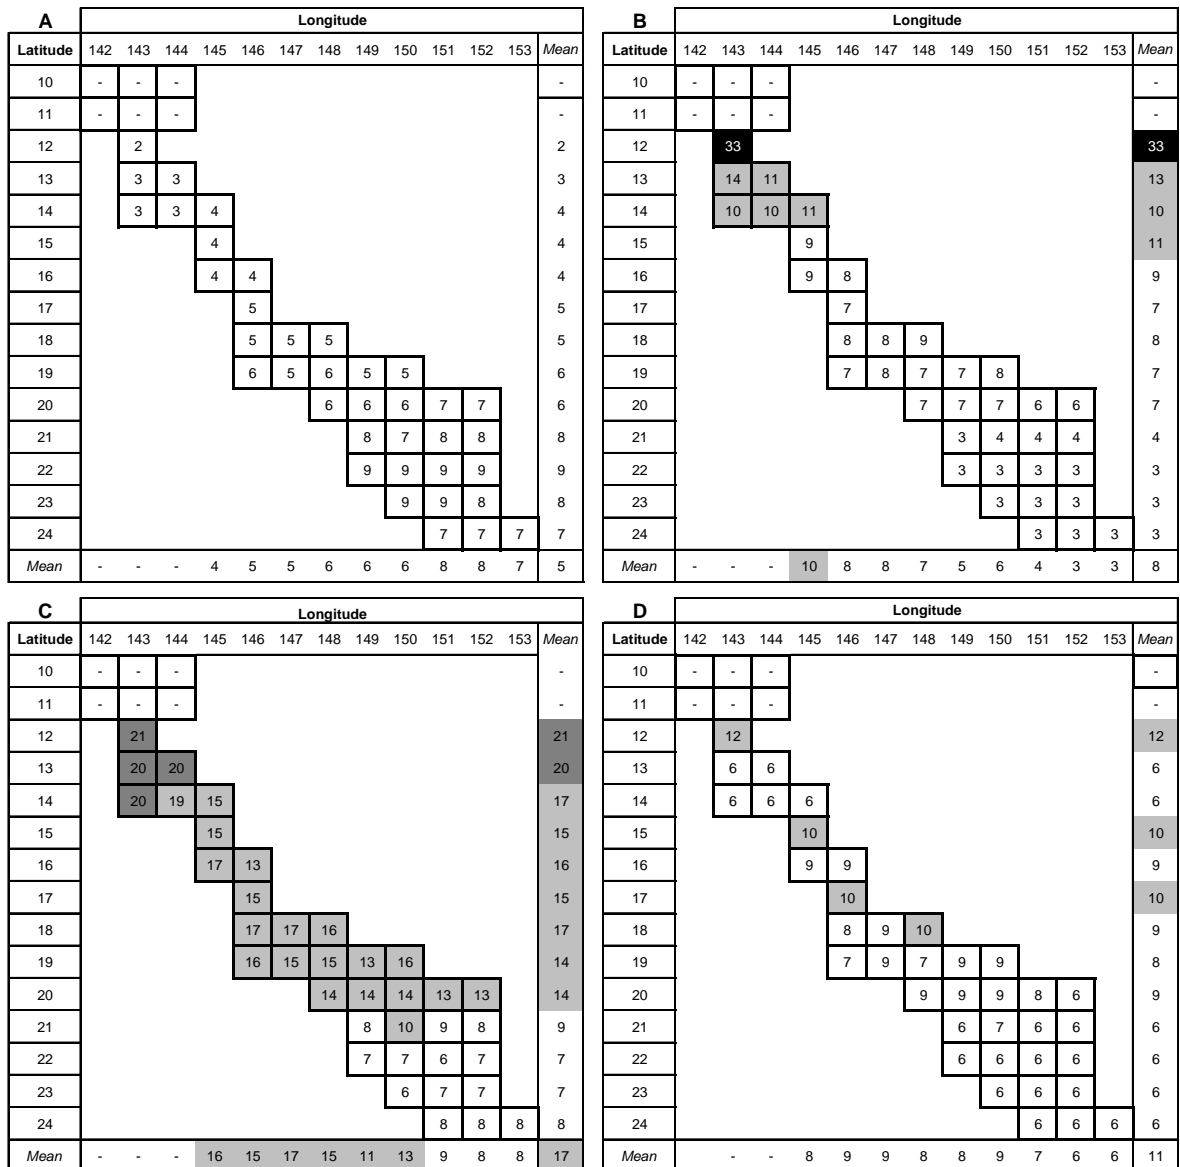 A Longitude
Latitude 142 143 144 145 146 147 148 149 150 151 152 153 Mean
10 - - - -
11 - - - -
12 2 2
13 3 3 3
14 3 3 4 4
15 4 4
16 4 4 4
17 5 5
18 5 5 5 5
19 6 5 6 5 5 6
20 6 6 6 7 7 6
21 8 7 8 8 8
22 9 9 9 9 9
23 9 9 8 8
24 7 7 7 7
Mean - - - 4 5 5 6 6 6 8 8 7 5
B Longitude
Latitude 142 143 144 145 146 147 148 149 150 151 152 153 Mean
10 - - - -
11 - - - -
12 33 33
13 14 11 13
14 10 10 11 10
15 9 11
16 9 8 9
17 7 7
18 8 8 9 8
19 7 8 7 7 8 7
20 7 7 7 6 6 7
21 3 4 4 4 4
22 3 3 3 3 3
23 3 3 3 3
24 3 3 3 3
Mean - - - 10 8 8 7 5 6 4 3 3 8
C Longitude
Latitude 142 143 144 145 146 147 148 149 150 151 152 153 Mean
10 - - - -
11 - - - -
12 21 21
13 20 20 20
14 20 19 15 17
15 15 15
16 17 13 16
17 15 15
18 17 17 16 17
19 16 15 15 13 16 14
20 14 14 14 13 13 14
21 8 10 9 8 9
22 7 7 6 7 7
23 6 7 7 7
24 8 8 8 8
Mean - - - 16 15 17 15 11 13 9 8 8 17
D Longitude
Latitude 142 143 144 145 146 147 148 149 150 151 152 153 Mean
10 - - - -
11 - - - -
12 12 12
13 6 6 6
14 6 6 6 6
15 10 10
16 9 9 9
17 10 10
18 8 9 10 9
19 7 9 7 9 9 8
20 9 9 9 8 6 9
21 6 7 6 6 6
22 6 6 6 6 6
23 6 6 6 6
24 6 6 6 6
Mean - - 8 9 9 8 8 9 7 6 6 11